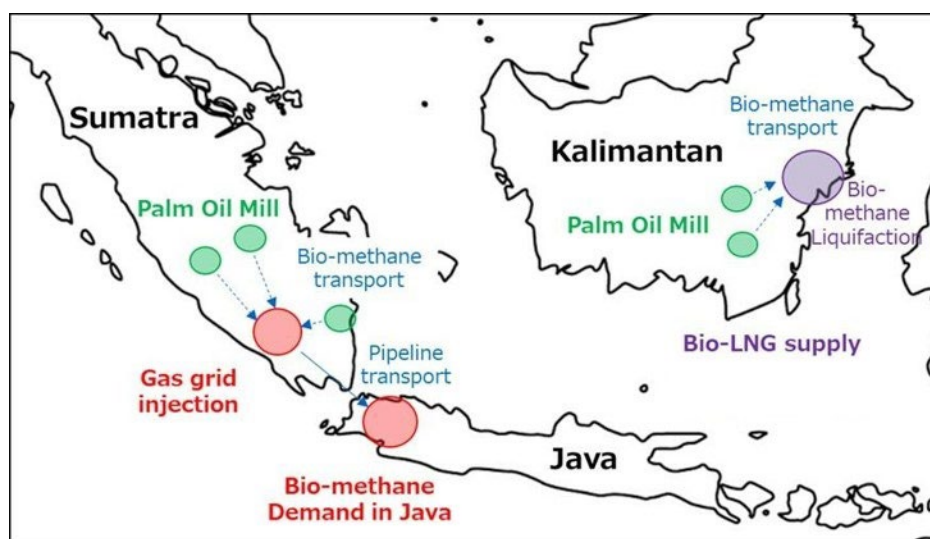 Sumatra
Palm Oil Mill
Bio-methane
transport
Gas grid
injection
Pipeline
transport
Bio-methane
Demand in Java
Java
Kalimantan
Bio-methane
transport
Palm Oil Mill
Bio-
methane
Liquifaction
Bio-LNG supply